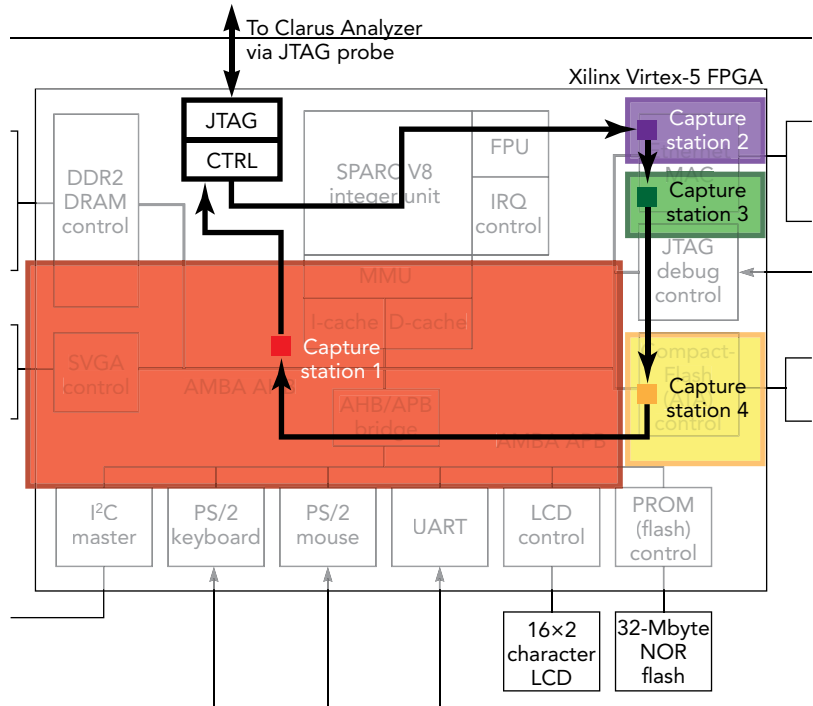 To Clarus Analyzer
via JTAG probe
Xilinx Virtex-5 FPGA
JTAG
CTRL
DDR2
DRAM
control
SPARC V8
integer unit
FPU
IRQ
control
Capture
station 2
Ethernet
MAC
Capture
station 3
JTAG
debug
control
MMU
I-cache
D-cache
Capture
station 1
SVGA
control
AMBA AHB
AHB/APB
bridge
AMBA APB
Compact-
Flash
(ATA)
control
Capture
station 4
I²C
master
PS/2
keyboard
PS/2
mouse
UART
LCD
control
PROM
(flash)
control
16×2
character
LCD
32-Mbyte
NOR
flash